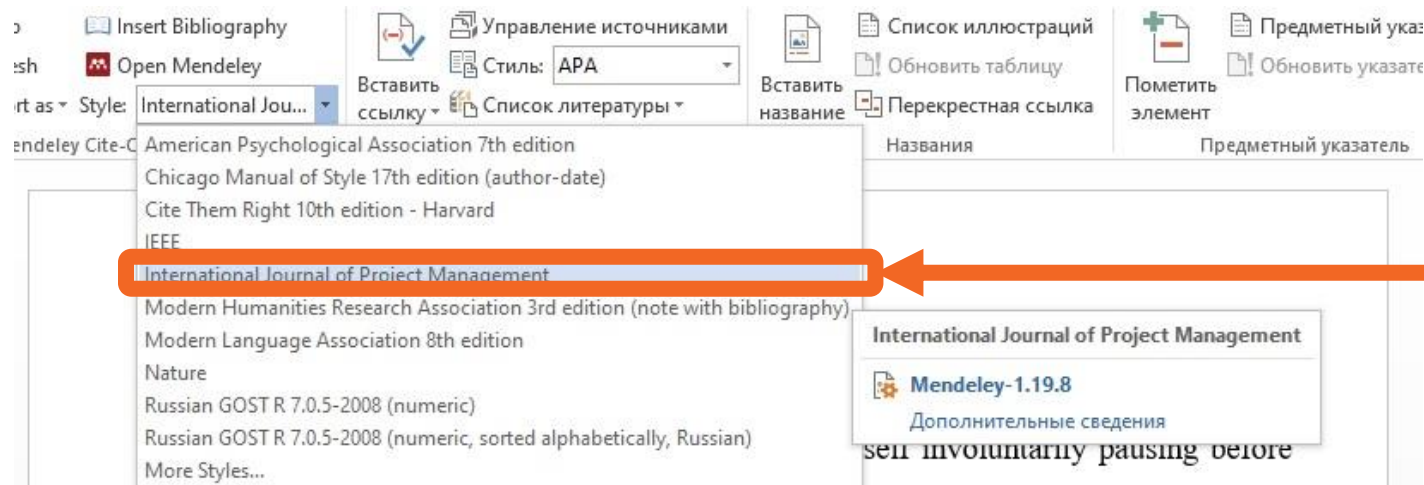 Insert Bibliography
Open Mendeley
esh
rt as Style: International Jou...
endeley Cite-O
Вставить ссылку
Управление источниками
Стиль: APA
Список литературы
Вставить название
Список иллюстраций
Обновить таблицу
Перекрестная ссылка
Названия
Пометить элемент
Предметный указ
Обновить указате
Предметный указатель
American Psychological Association 7th edition
Chicago Manual of Style 17th edition (author-date)
Cite Them Right 10th edition - Harvard
IEEE
International Journal of Project Management
Modern Humanities Research Association 3rd edition (note with bibliography)
Modern Language Association 8th edition
Nature
Russian GOST R 7.0.5-2008 (numeric)
Russian GOST R 7.0.5-2008 (numeric, sorted alphabetically, Russian)
More Styles...
International Journal of Project Management
Mendeley-1.19.8
Дополнительные сведения
self involuntarily pausing before